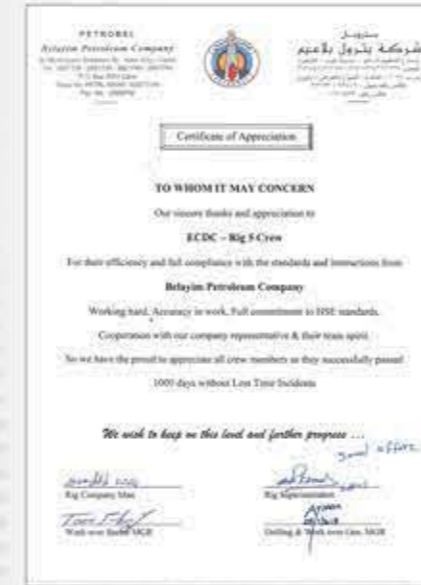 PETROBEL
Belayim Petroleum Company
بتروبل
شركة بترول بلاعيم
Certificate of Appreciation
TO WHOM IT MAY CONCERN
Our sincere thanks and appreciation to
ECDC – Rig 5 Crew
For their efficiency and full compliance with the standards and instructions from
Belayim Petroleum Company
Working hard, Accuracy in work, Full commitment to HSE standards,
Cooperation with our company representative & their team spirit
So we have the proud to appreciate all crew members as they successfully passed
1000 days without Lost Time Incidents
We wish to keep on this level and further progress ...
good effort
Rig Company Man
Rig Superintendent
Work over Sector MGR
Drilling & Work over Gen. MGR